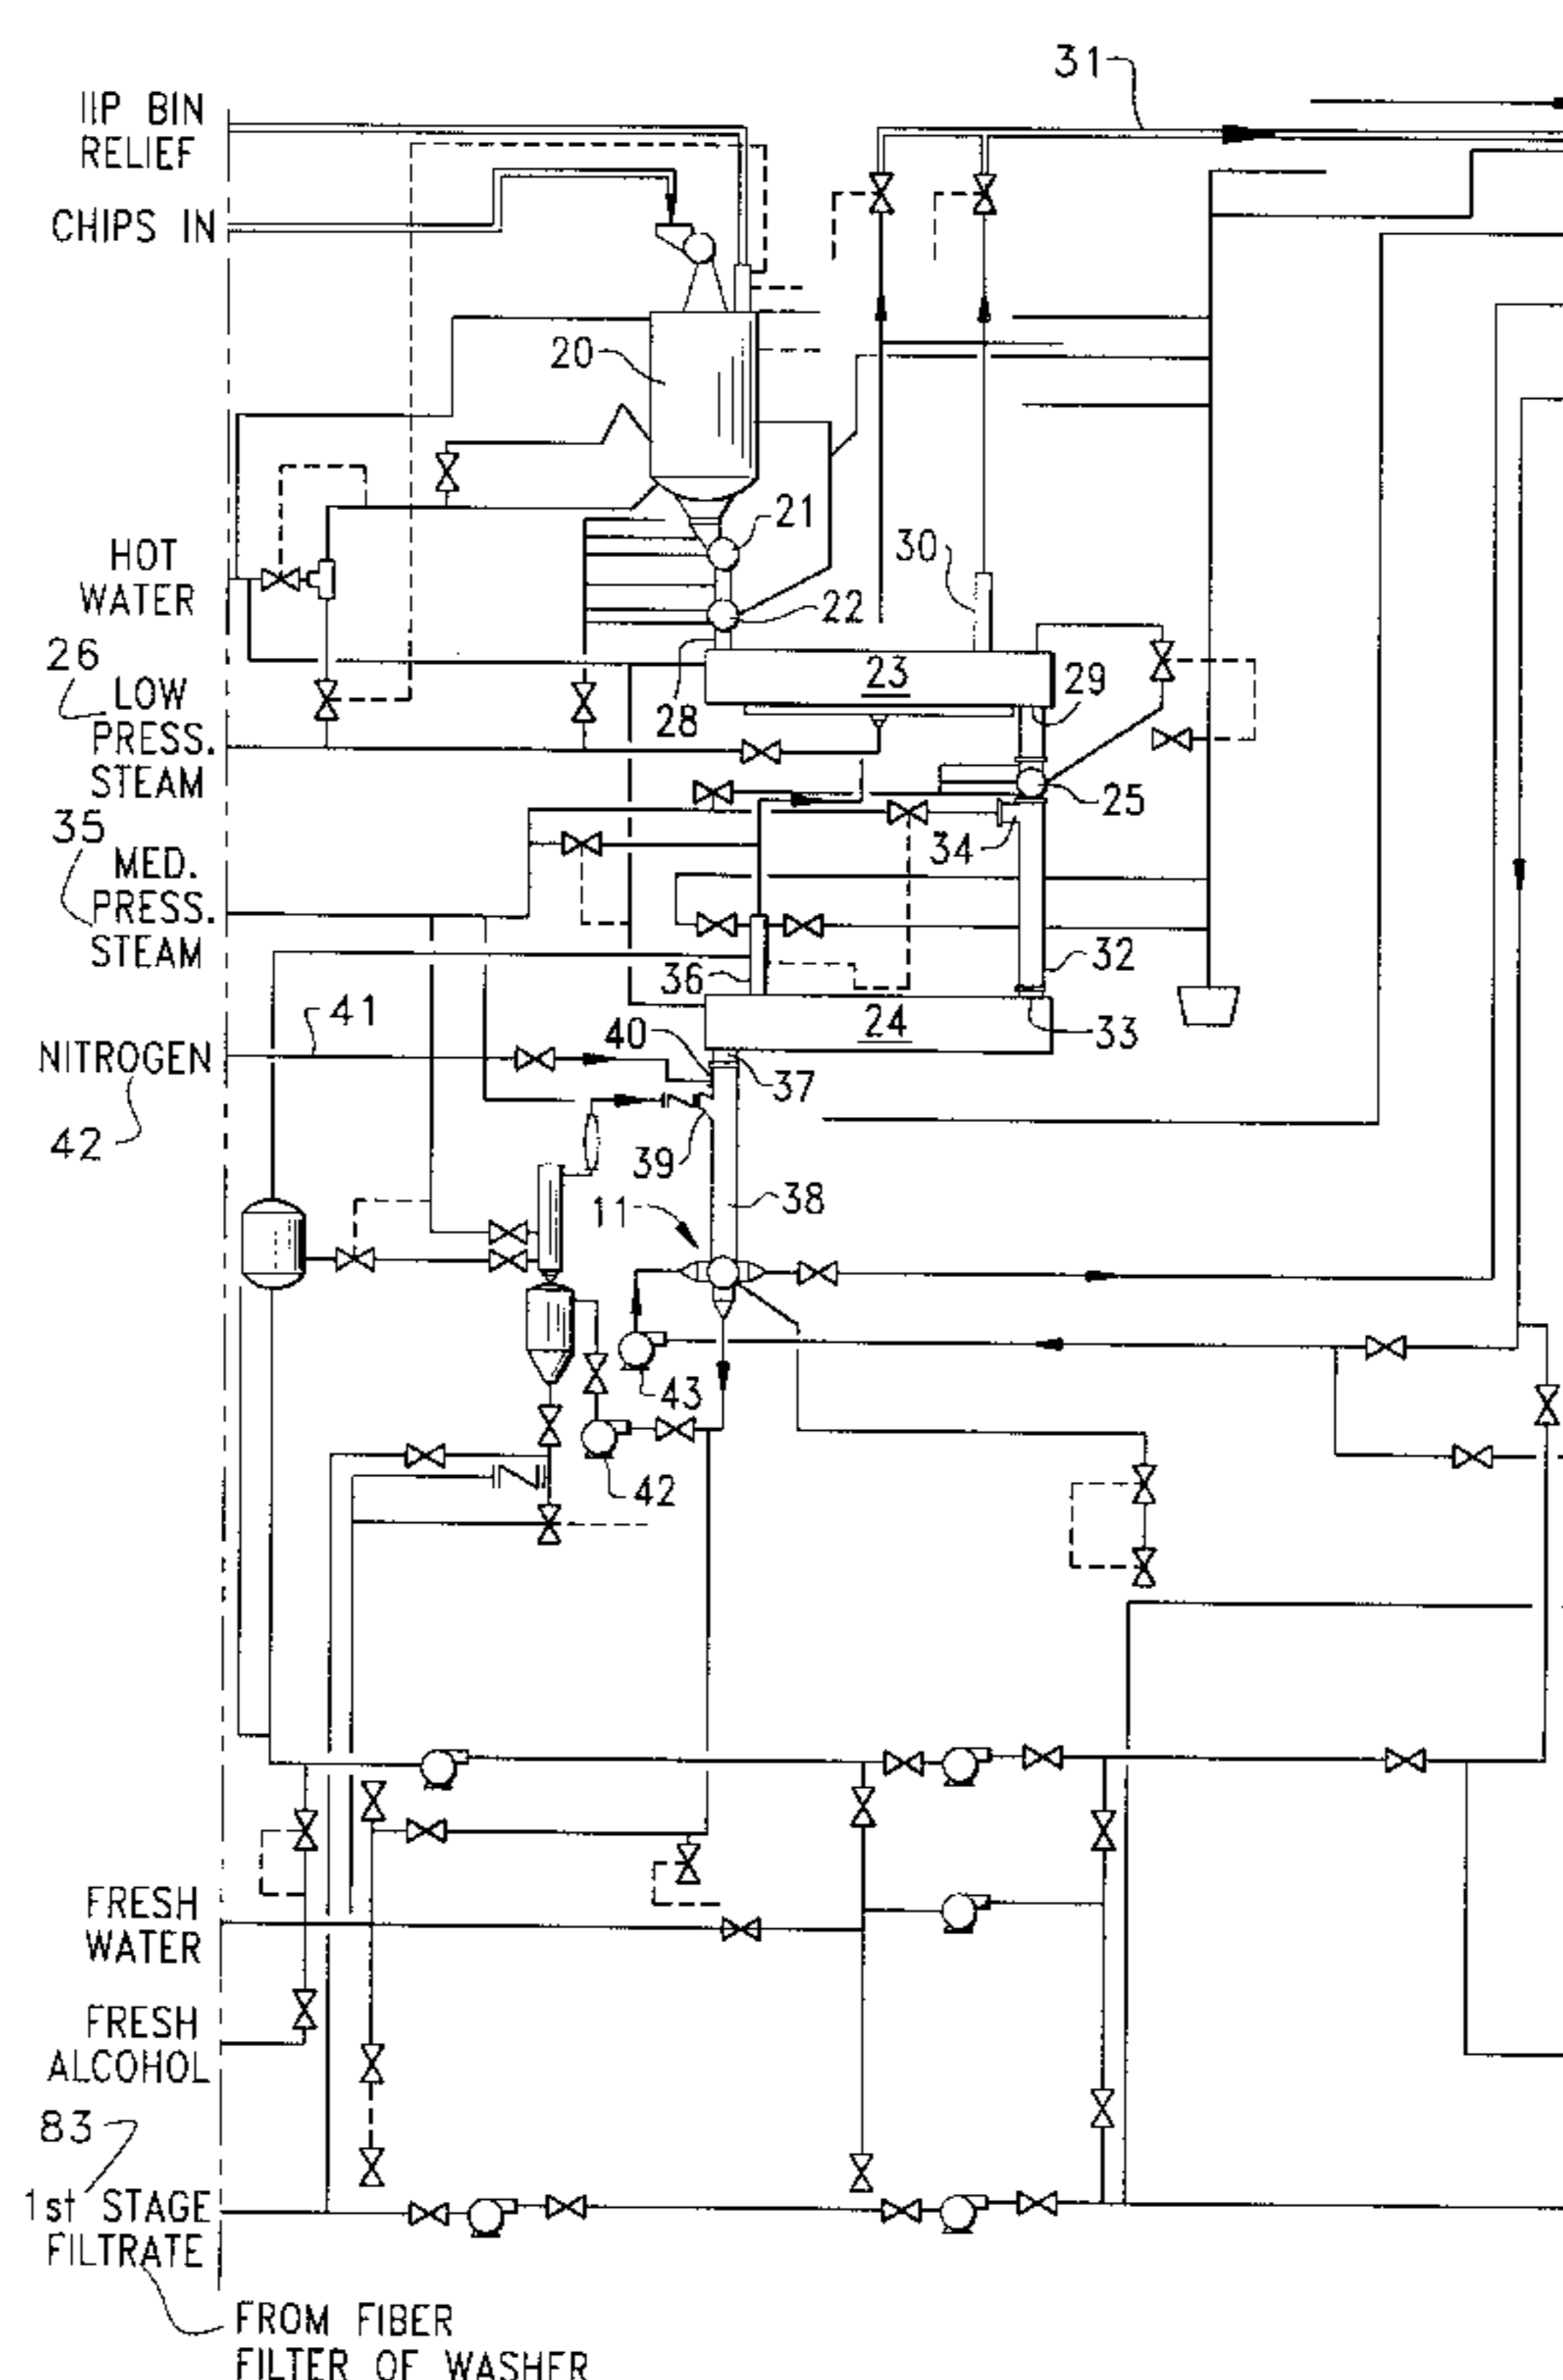 31
IIP BIN
RELIEF
CHIPS IN
20
21
30
HOT
WATER
22
26
23
29
LOW
PRESS.
STEAM
28
25
35
34
MED.
PRESS.
STEAM
32
36
41
24
33
40
NITROGEN
37
42
39
38
11
43
42
FRESH
WATER
FRESH
ALCOHOL
83
1st STAGE
FILTRATE
FROM FIBER
FILTER OF WASHER